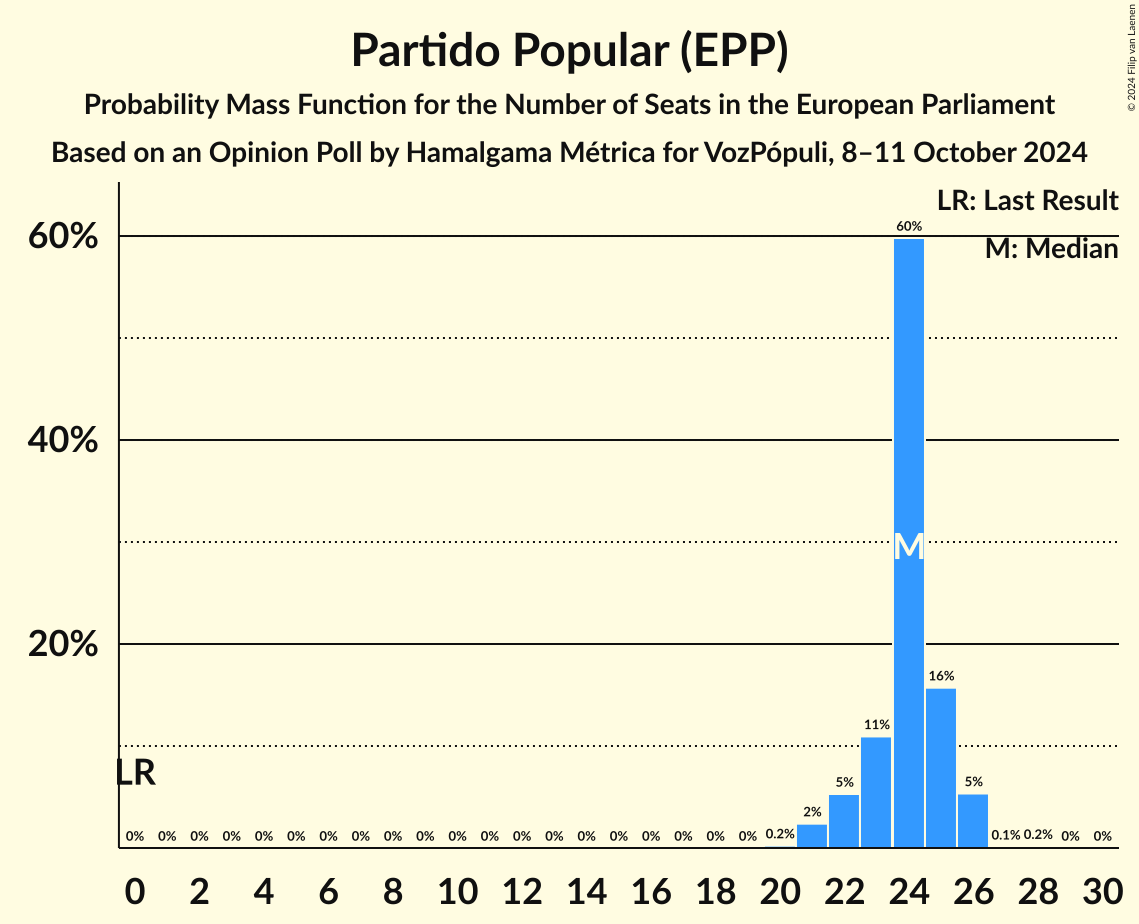 Partido Popular (EPP)
Probability Mass Function for the Number of Seats in the European Parliament
Based on an Opinion Poll by Hamalgama Métrica for VozPópuli, 8–11 October 2024
© 2024 Filip van Laenen
LR: Last Result
M: Median
60%
40%
20%
60%
M
16%
11%
LR
5%
5%
2%
0% 0% 0% 0% 0% 0% 0% 0% 0% 0% 0% 0% 0% 0% 0% 0% 0% 0% 0% 0% 0.2% 0.1% 0.2% 0% 0%
0 2 4 6 8 10 12 14 16 18 20 22 24 26 28 30